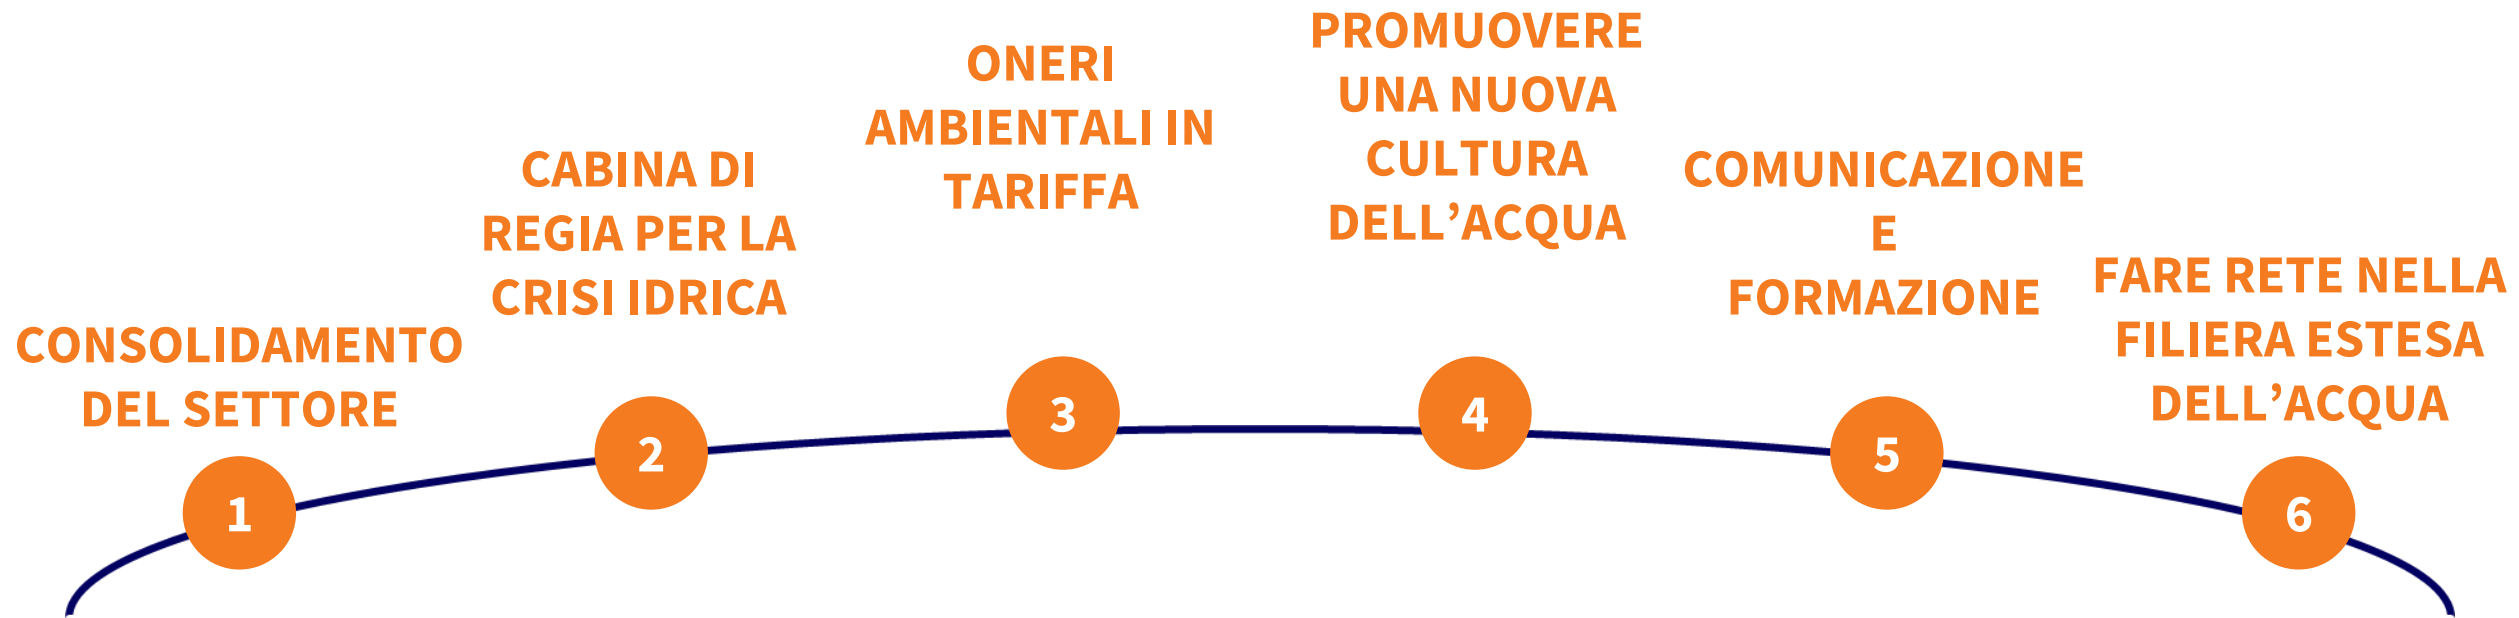 CONSOLIDAMENTO
DEL SETTORE
1
CABINA DI
REGIA PER LA
CRISI IDRICA
2
ONERI
AMBIENTALI IN
TARIFFA
3
PROMUOVERE
UNA NUOVA
CULTURA
DELL’ACQUA
4
COMUNICAZIONE
E
FORMAZIONE
5
FARE RETE NELLA
FILIERA ESTESA
DELL’ACQUA
6